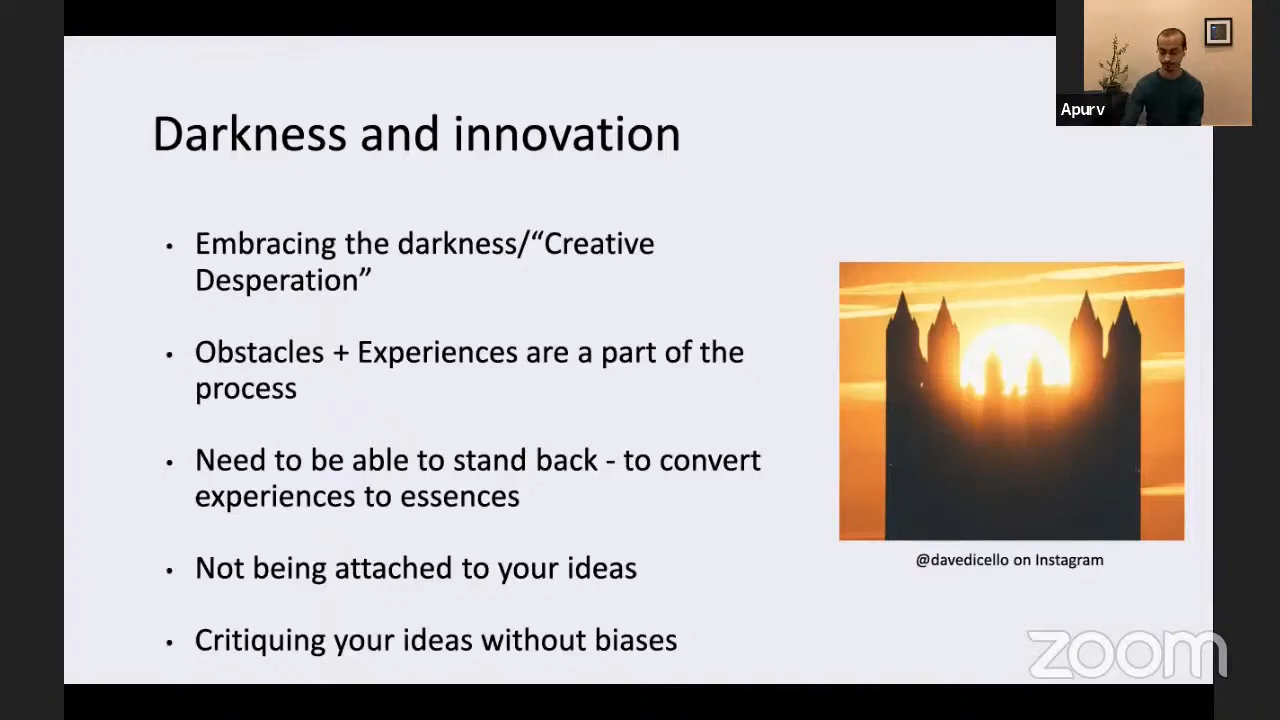 Apurv
Darkness and innovation
• Embracing the darkness/“Creative
Desperation”
• Obstacles + Experiences are a part of the
process
• Need to be able to stand back - to convert
experiences to essences
• Not being attached to your ideas
• Critiquing your ideas without biases
@davedicello on Instagram
zoom